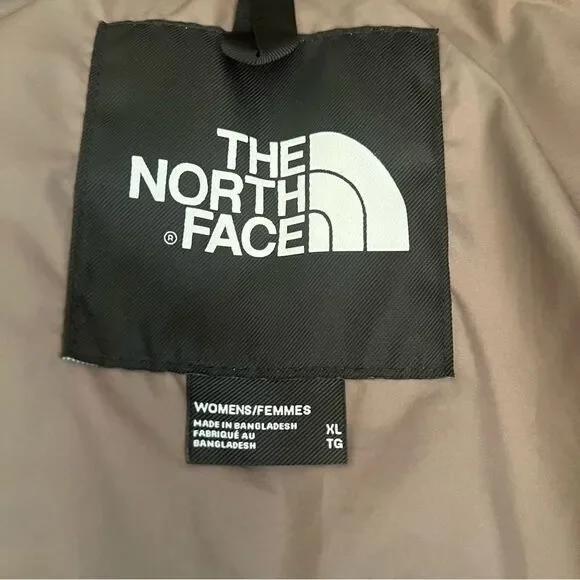 THE
NORTH
® FACE
WOMENS/FEMMES
MADE IN BANGLADESH XL
FABRIQUÉ AU TG
BANGLADESH